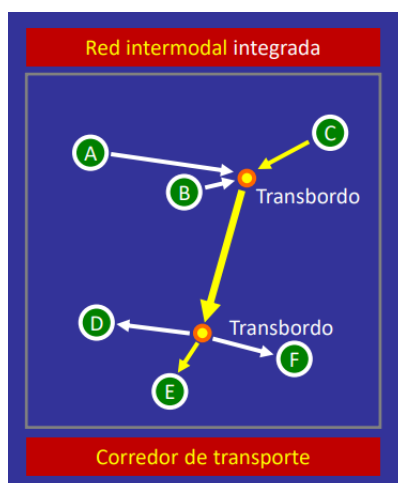 Red intermodal integrada
C
A
B
Transbordo
D
Transbordo
F
E
Corredor de transporte